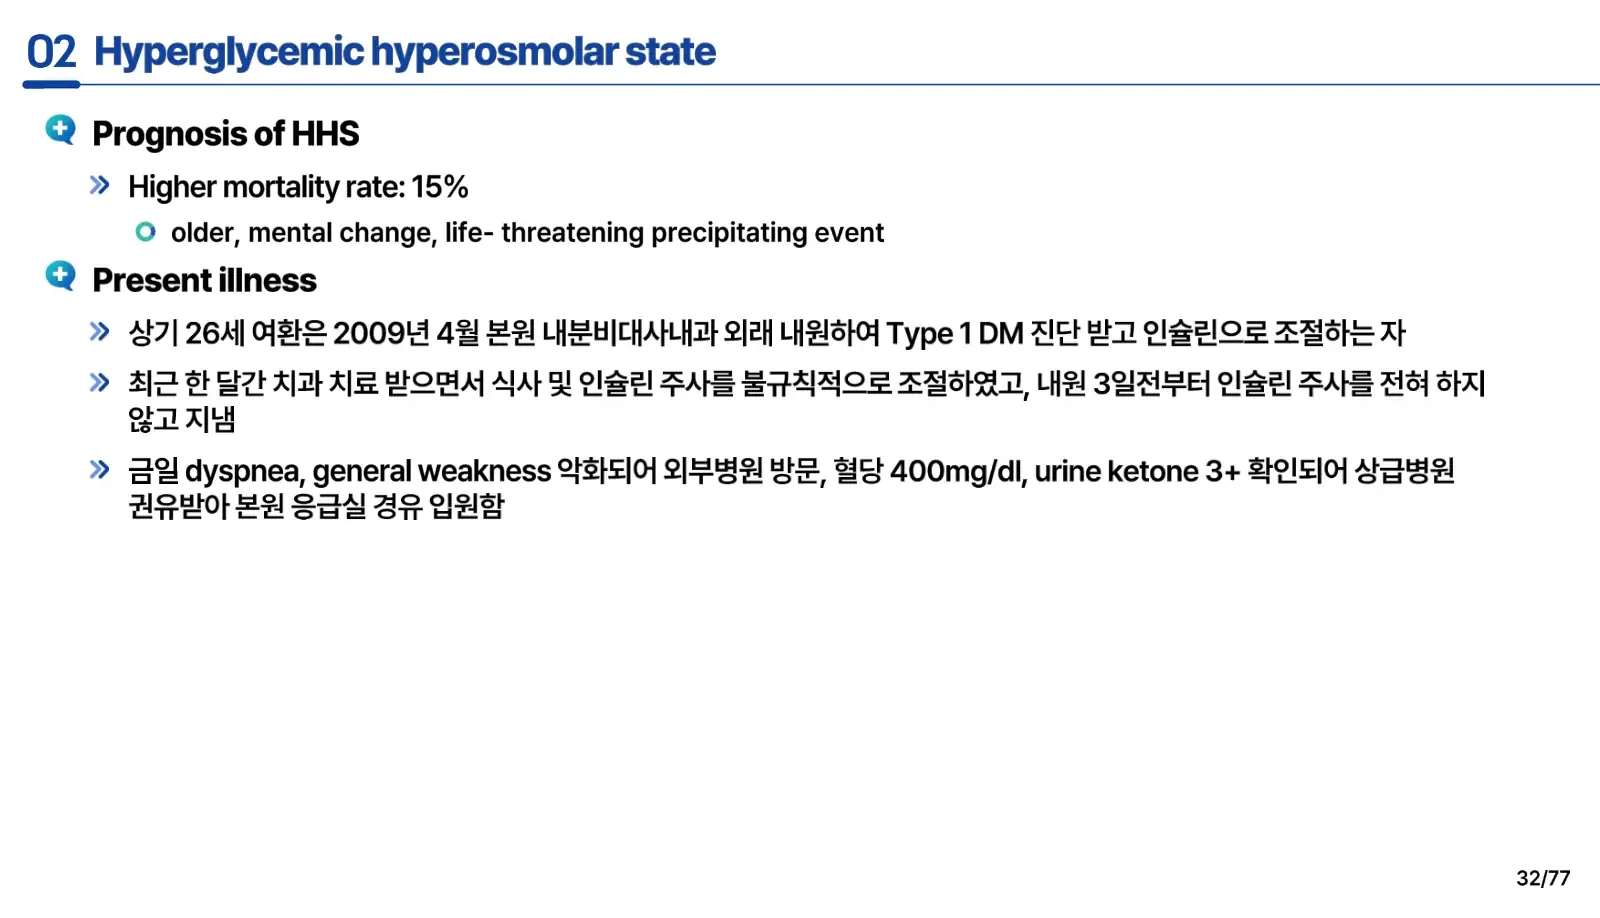 02 Hyperglycemic hyperosmolar state
Prognosis of HHS
Higher mortality rate: 15%
older, mental change, life- threatening precipitating event
Present illness
상기 26세 여환은 2009년 4월 본원 내분비대사내과 외래 내원하여 Type 1 DM 진단 받고 인슐린으로 조절하는 자
최근 한 달간 치과 치료 받으면서 식사 및 인슐린 주사를 불규칙적으로 조절하였고, 내원 3일전부터 인슐린 주사를 전혀 하지
않고 지냄
금일 dyspnea, general weakness 악화되어 외부병원 방문, 혈당 400mg/dl, urine ketone 3+ 확인되어 상급병원
권유받아 본원 응급실 경유 입원함
32/77